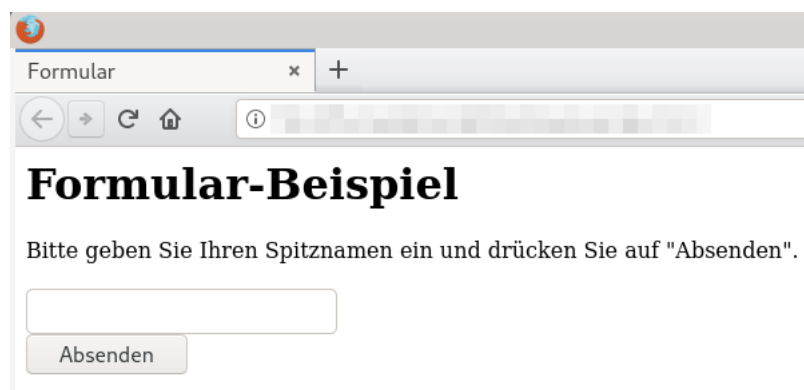 Formular
Formular-Beispiel
Bitte geben Sie Ihren Spitznamen ein und drücken Sie auf "Absenden".
Absenden